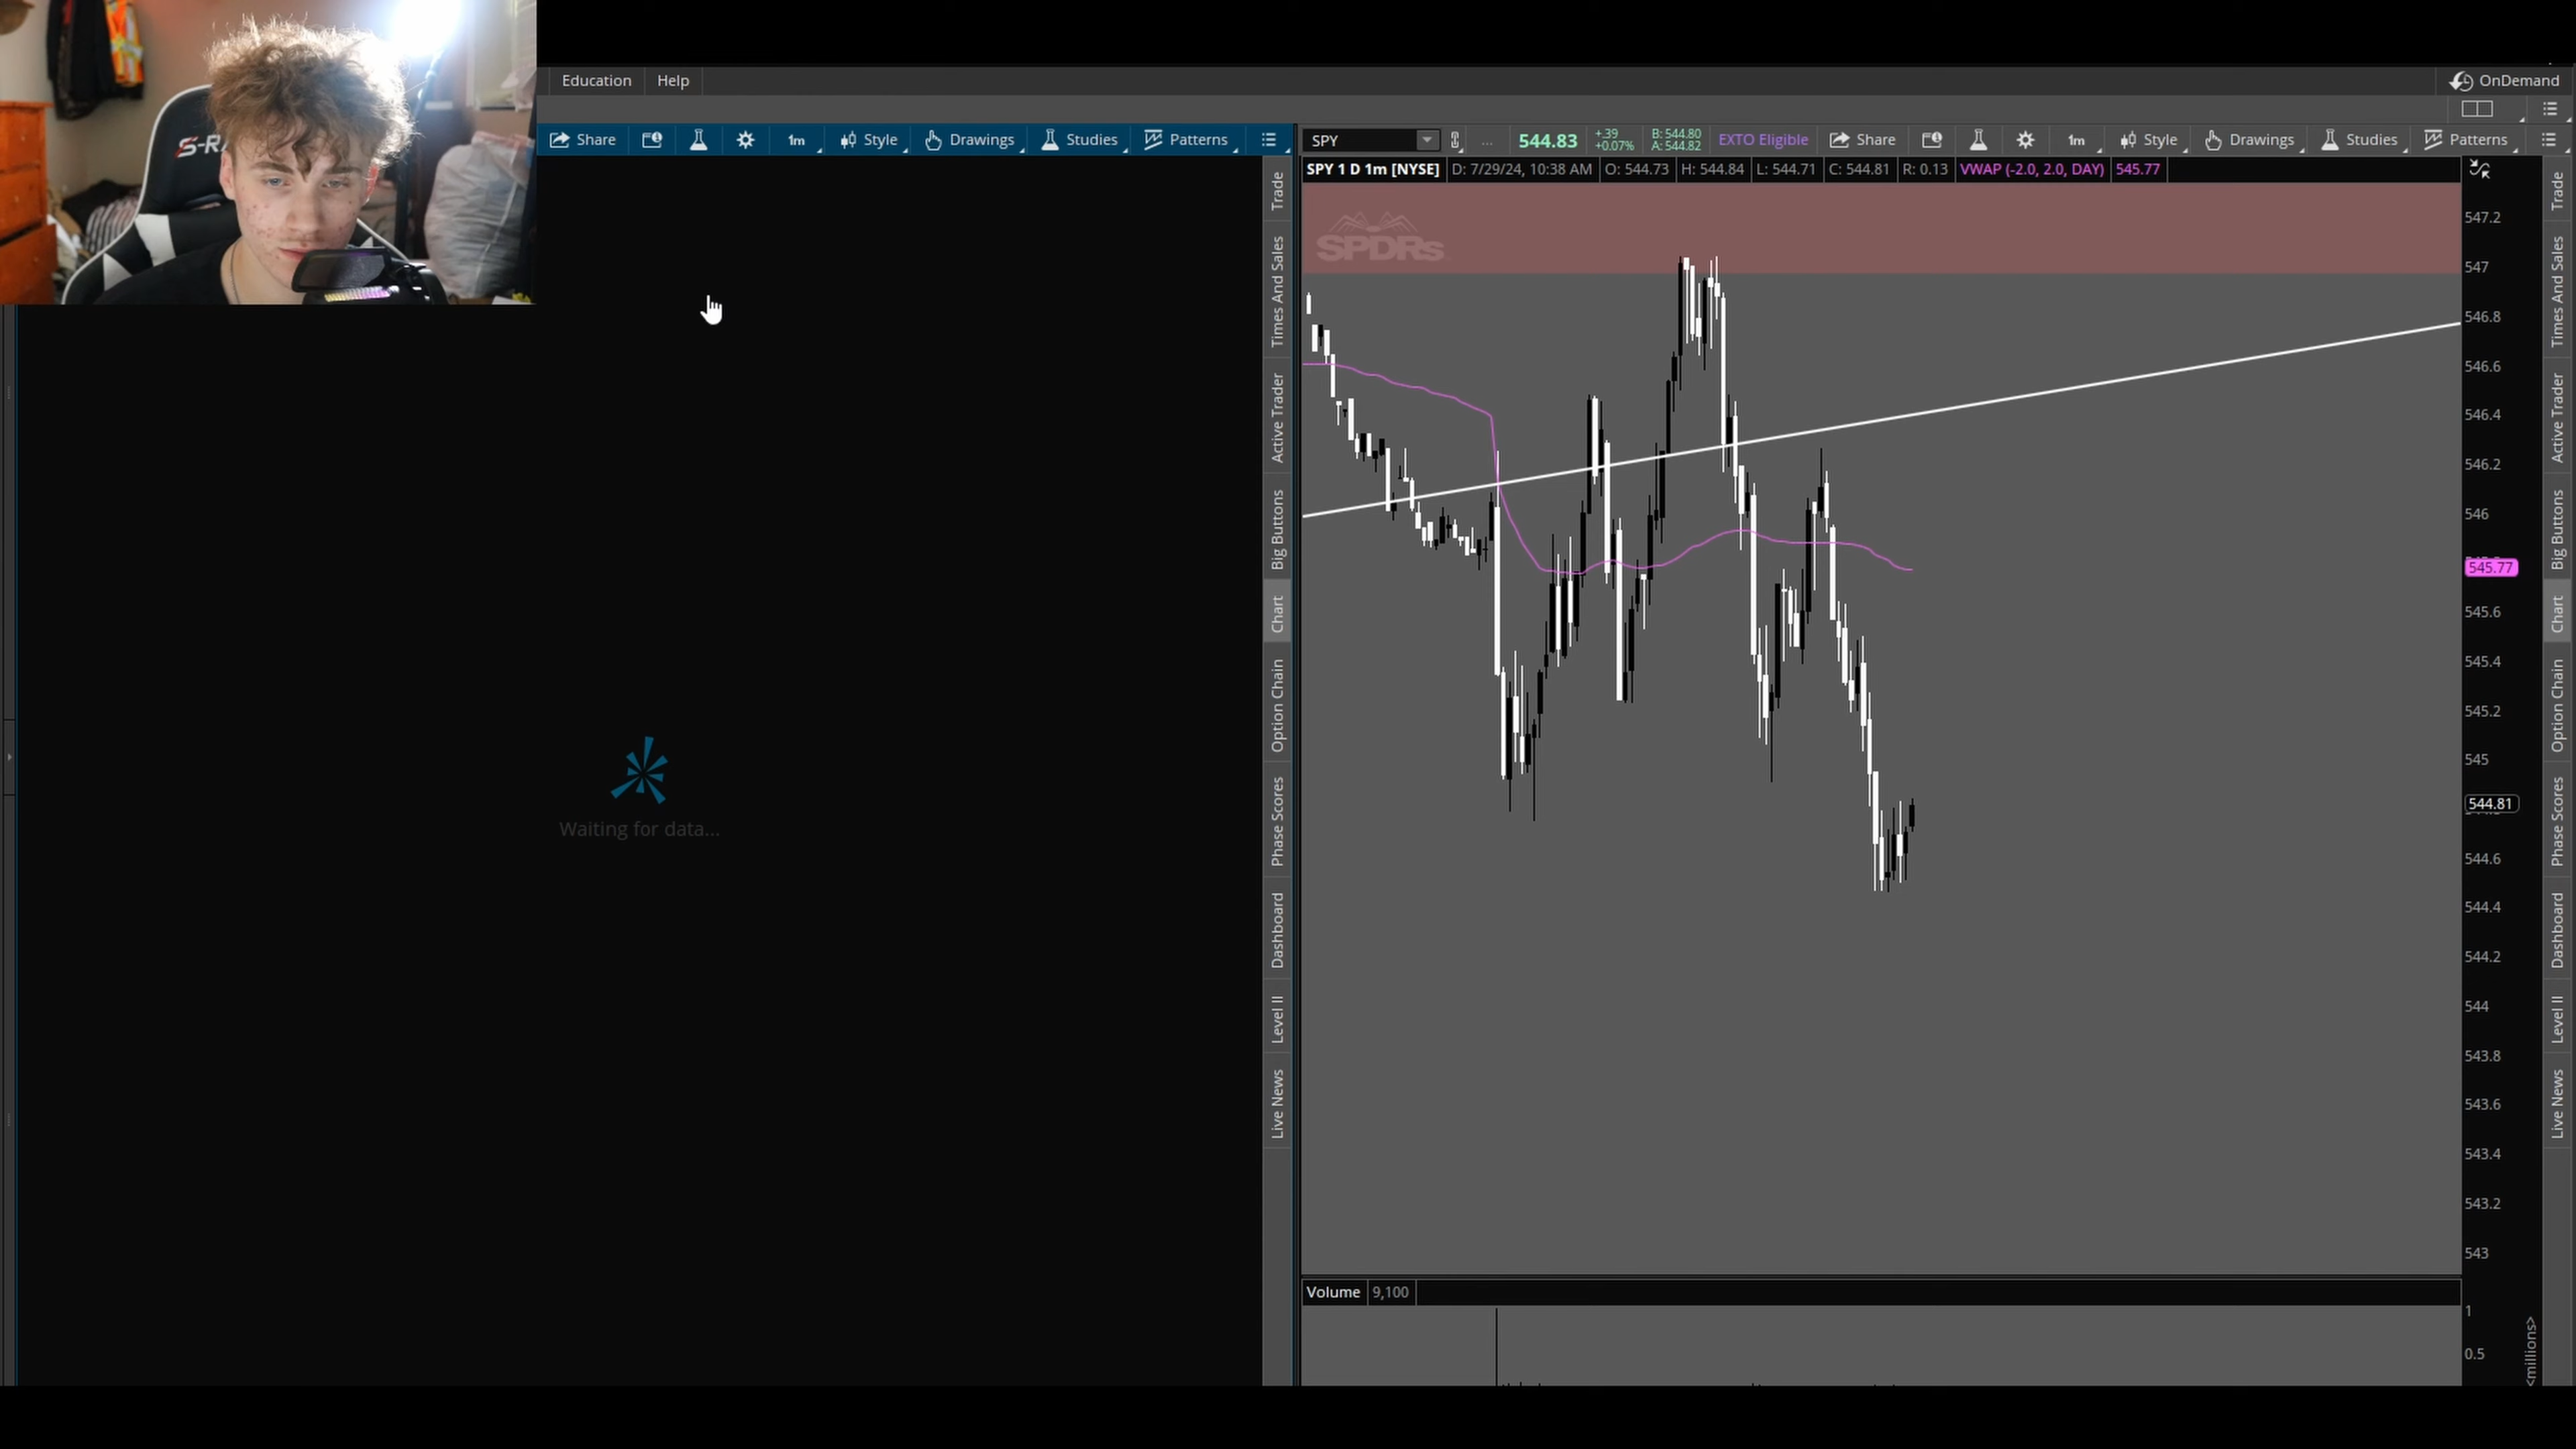 Education Help
OnDemand
S-R
Share 1m Style Drawings Studies Patterns
SPY ... 544.83 +.39 +0.07% B: 544.80 A: 544.82 EXTO Eligible Share 1m Style Drawings Studies Patterns
SPY 1 D 1m [NYSE] D: 7/29/24, 10:38 AM O: 544.73 H: 544.84 L: 544.71 C: 544.81 R: 0.13 VWAP (-2.0, 2.0, DAY) 545.77
SPDRs
Trade
Times And Sales
Active Trader
Big Buttons
Chart
Option Chain
Phase Scores
Dashboard
Level II
Live News
Waiting for data...
547.2
547
546.8
546.6
546.4
546.2
546
545.77
545.6
545.4
545.2
545
544.81
544.6
544.4
544.2
544
543.8
543.6
543.4
543.2
543
Trade
Times And Sales
Active Trader
Big Buttons
Chart
Option Chain
Phase Scores
Dashboard
Level II
Live News
Volume 9,100
1
0.5
<millions>